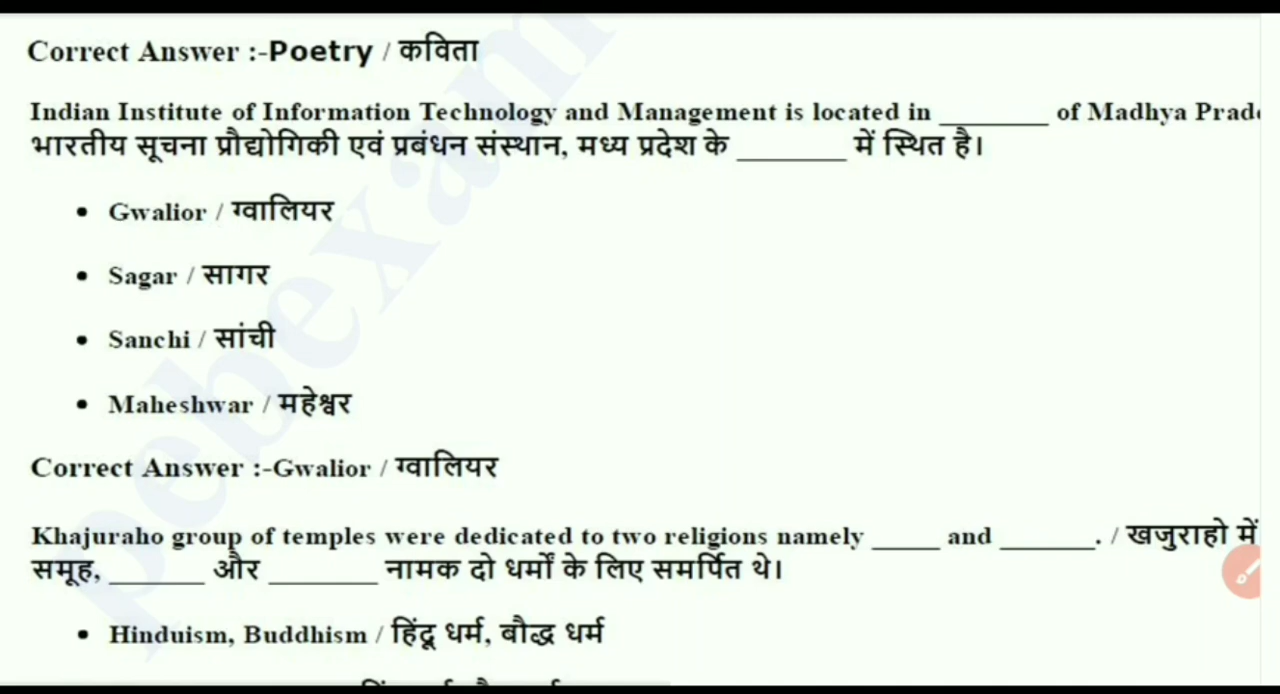 Correct Answer :-Poetry / कविता
Indian Institute of Information Technology and Management is located in ________ of Madhya
भारतीय सूचना प्रौद्योगिकी एवं प्रबंधन संस्थान, मध्य प्रदेश के ________ में स्थित है।
• Gwalior / ग्वालियर
• Sagar / सागर
• Sanchi / सांची
• Maheshwar / महेश्वर
Correct Answer :-Gwalior / ग्वालियर
Khajuraho group of temples were dedicated to two religions namely _____ and _______. / खजुराहो में
समूह, _______ और ________ नामक दो धर्मों के लिए समर्पित थे।
• Hinduism, Buddhism / हिंदू धर्म, बौद्ध धर्म
pebexam